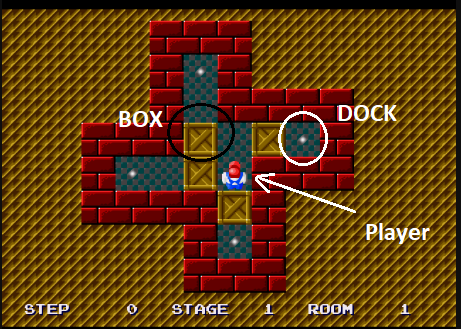 BOX
DOCK
Player
STEP 0 STAGE 1 ROOM 1